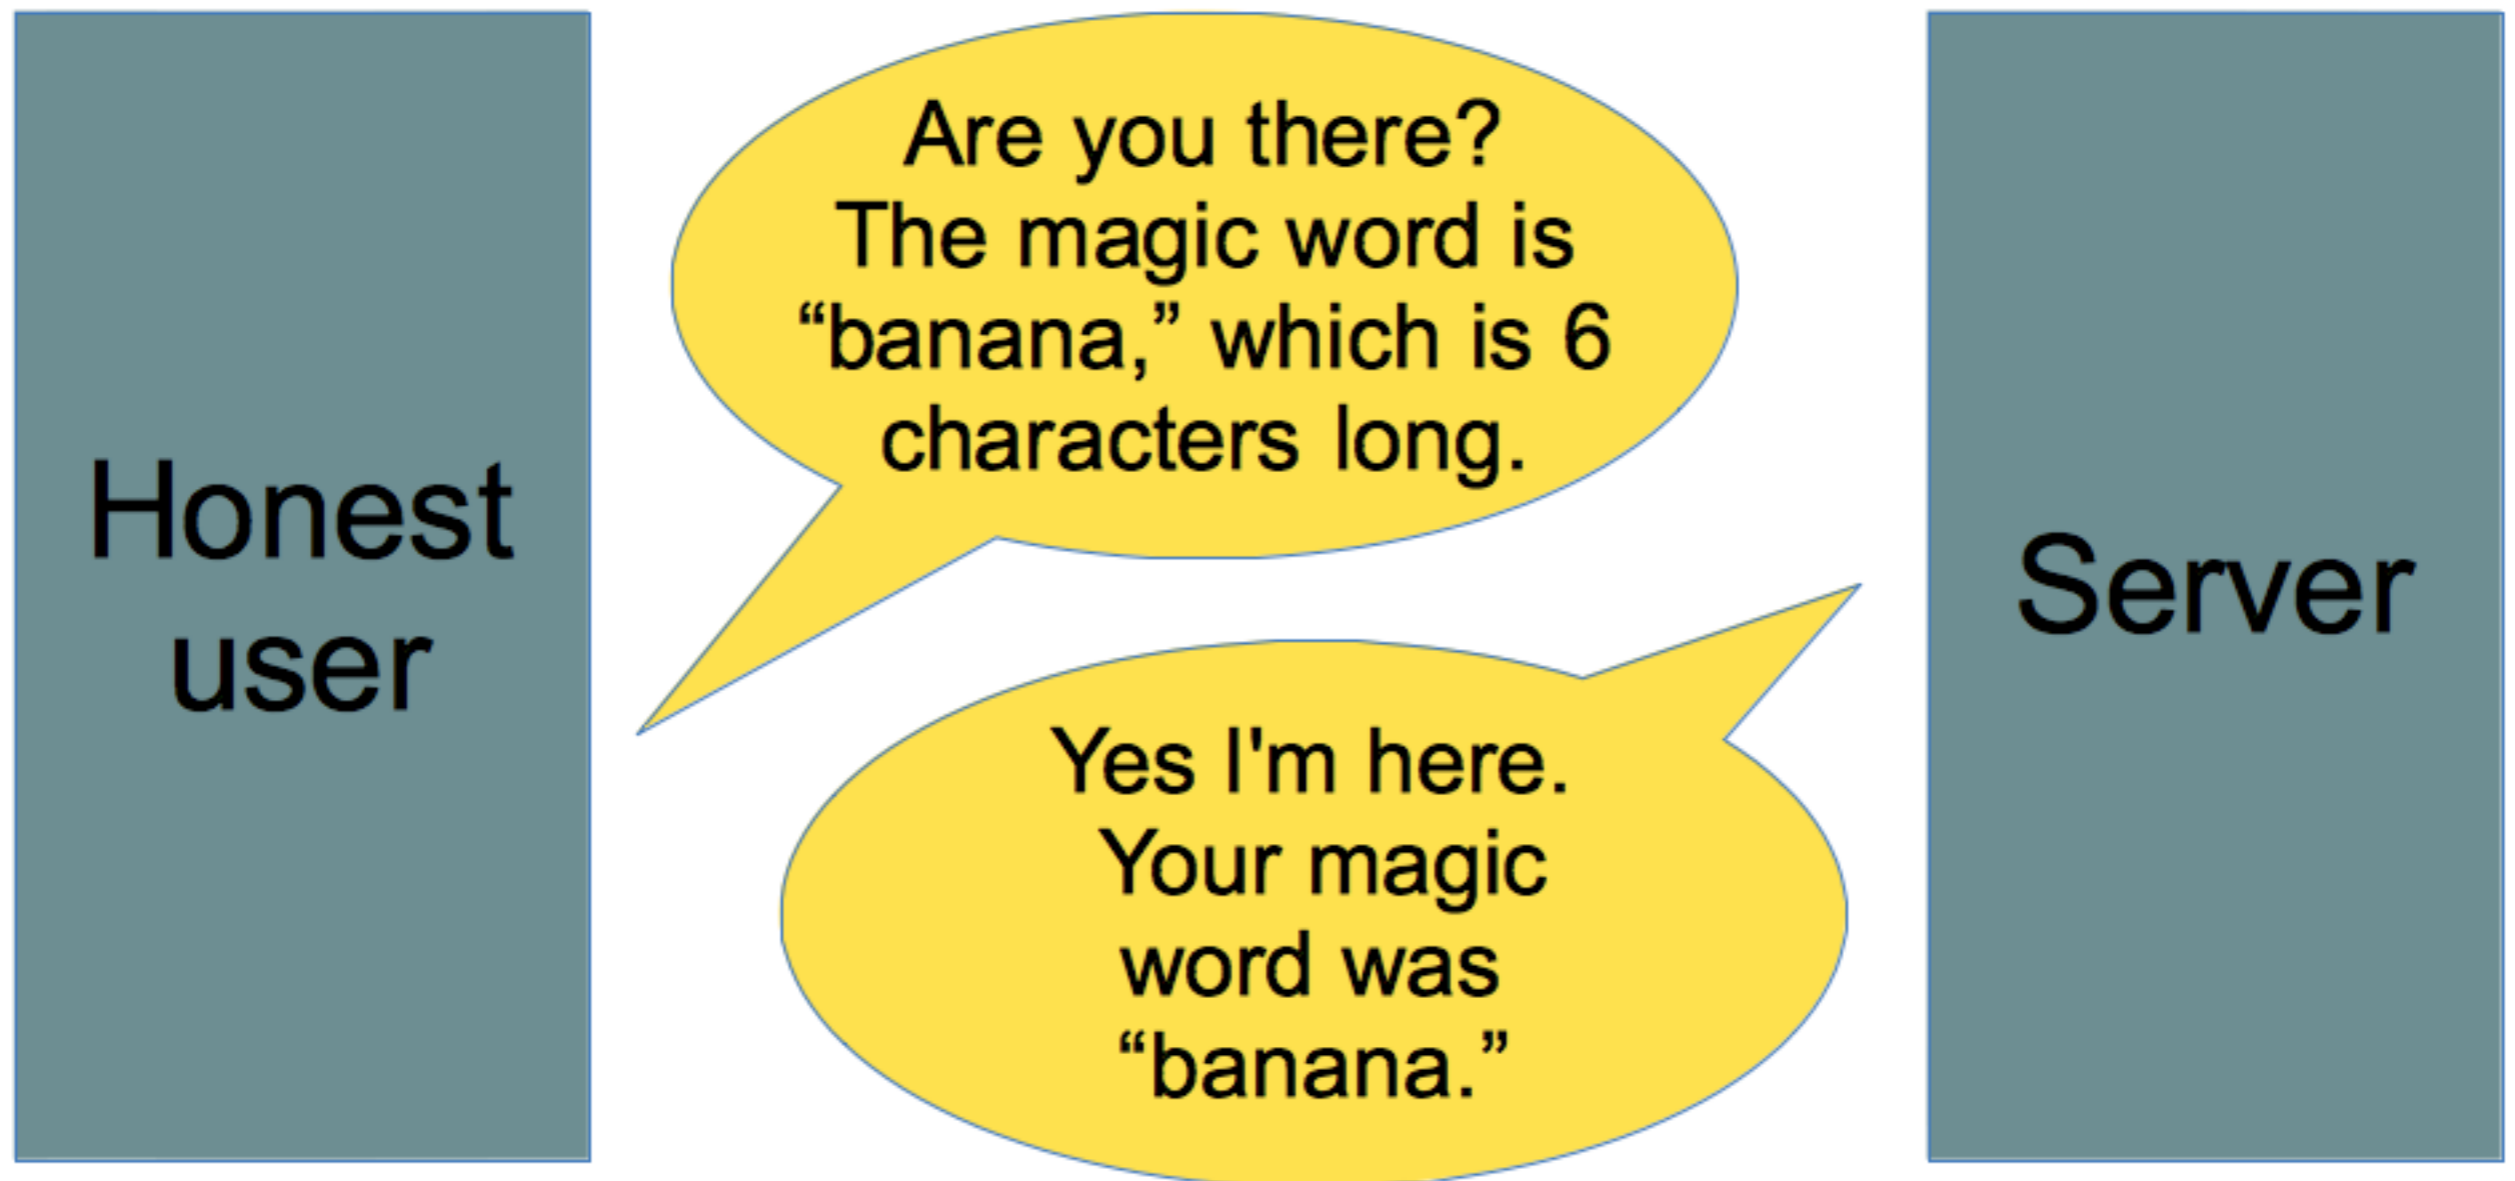 Honest
user
Are you there?
The magic word is
“banana,” which is 6
characters long.
Yes I'm here.
Your magic
word was
“banana.”
Server